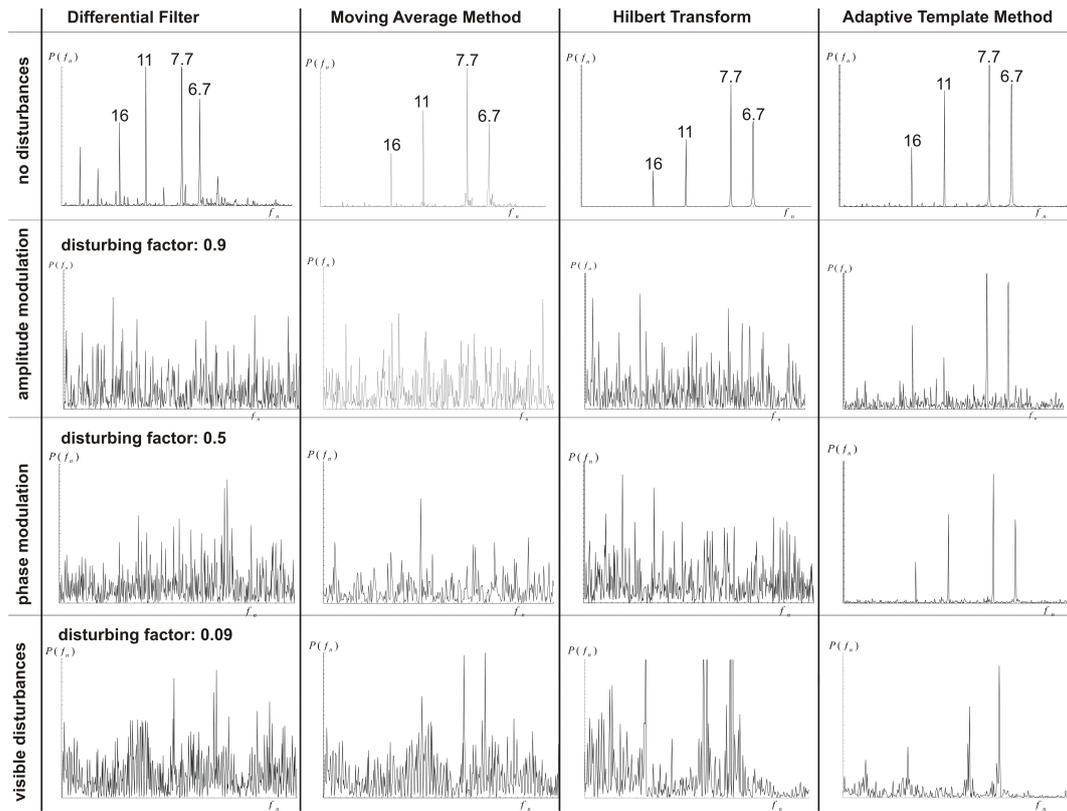 Differential Filter
Moving Average Method
Hilbert Transform
Adaptive Template Method
no disturbances
P(fn)
16
11
7.7
6.7
fn
P(fn)
16
11
7.7
6.7
fn
P(fn)
16
11
7.7
6.7
fn
P(fn)
16
11
7.7
6.7
fn
amplitude modulation
disturbing factor: 0.9
P(fn)
fn
P(fn)
fn
P(fn)
fn
P(fn)
fn
phase modulation
disturbing factor: 0.5
P(fn)
fn
P(fn)
fn
P(fn)
fn
P(fn)
fn
visible disturbances
disturbing factor: 0.09
P(fn)
fn
P(fn)
fn
P(fn)
fn
P(fn)
fn